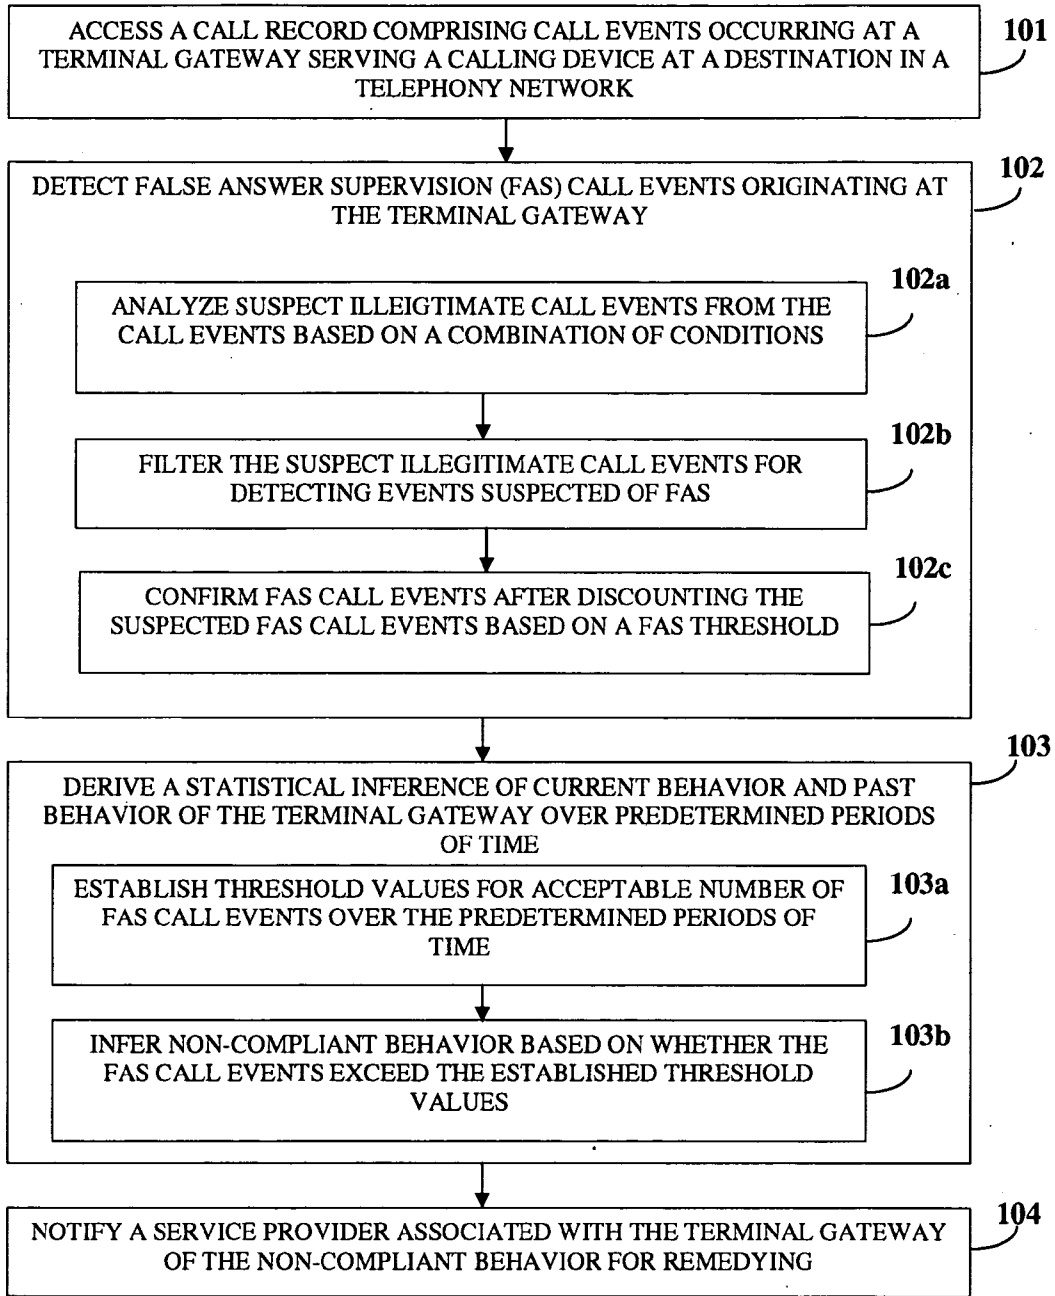 ACCESS A CALL RECORD COMPRISING CALL EVENTS OCCURRING AT A
TERMINAL GATEWAY SERVING A CALLING DEVICE AT A DESTINATION IN A
TELEPHONY NETWORK
101
DETECT FALSE ANSWER SUPERVISION (FAS) CALL EVENTS ORIGINATING AT
THE TERMINAL GATEWAY
102
ANALYZE SUSPECT ILLEIGTIMATE CALL EVENTS FROM THE
CALL EVENTS BASED ON A COMBINATION OF CONDITIONS
102a
FILTER THE SUSPECT ILLEGITIMATE CALL EVENTS FOR
DETECTING EVENTS SUSPECTED OF FAS
102b
CONFIRM FAS CALL EVENTS AFTER DISCOUNTING THE
SUSPECTED FAS CALL EVENTS BASED ON A FAS THRESHOLD
102c
DERIVE A STATISTICAL INFERENCE OF CURRENT BEHAVIOR AND PAST
BEHAVIOR OF THE TERMINAL GATEWAY OVER PREDETERMINED PERIODS
OF TIME
103
ESTABLISH THRESHOLD VALUES FOR ACCEPTABLE NUMBER OF
FAS CALL EVENTS OVER THE PREDETERMINED PERIODS OF
TIME
103a
INFER NON-COMPLIANT BEHAVIOR BASED ON WHETHER THE
FAS CALL EVENTS EXCEED THE ESTABLISHED THRESHOLD
VALUES
103b
NOTIFY A SERVICE PROVIDER ASSOCIATED WITH THE TERMINAL GATEWAY
OF THE NON-COMPLIANT BEHAVIOR FOR REMEDYING
104